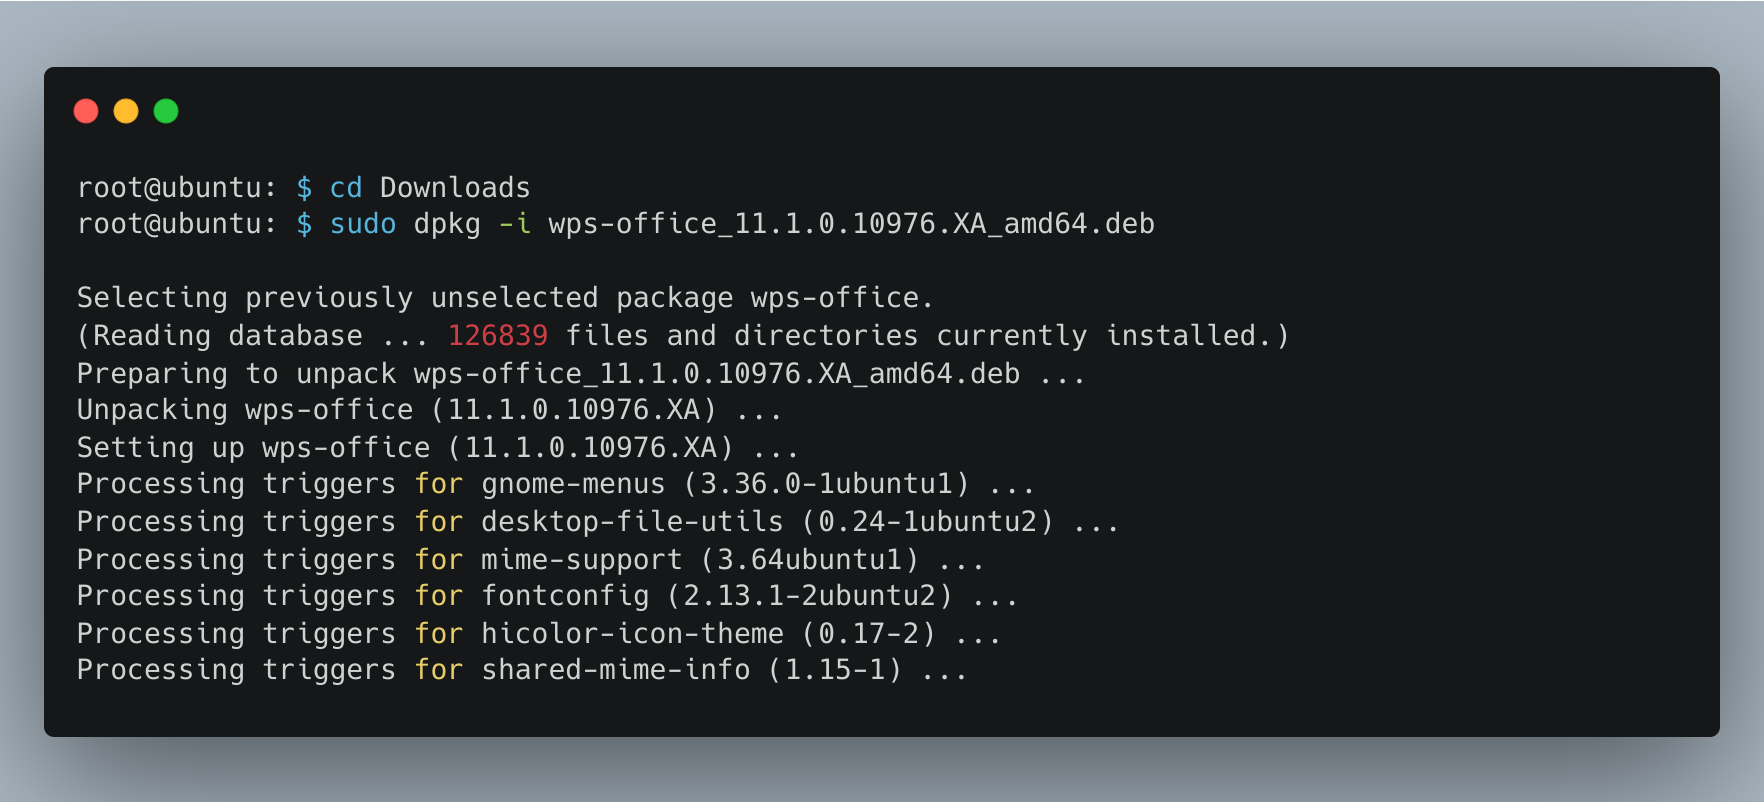 root@ubuntu: $ cd Downloads
root@ubuntu: $ sudo dpkg -i wps-office_11.1.0.10976.XA_amd64.deb
Selecting previously unselected package wps-office.
(Reading database ... 126839 files and directories currently installed.)
Preparing to unpack wps-office_11.1.0.10976.XA_amd64.deb ...
Unpacking wps-office (11.1.0.10976.XA) ...
Setting up wps-office (11.1.0.10976.XA) ...
Processing triggers for gnome-menus (3.36.0-1ubuntu1) ...
Processing triggers for desktop-file-utils (0.24-1ubuntu2) ...
Processing triggers for mime-support (3.64ubuntu1) ...
Processing triggers for fontconfig (2.13.1-2ubuntu2) ...
Processing triggers for hicolor-icon-theme (0.17-2) ...
Processing triggers for shared-mime-info (1.15-1) ...